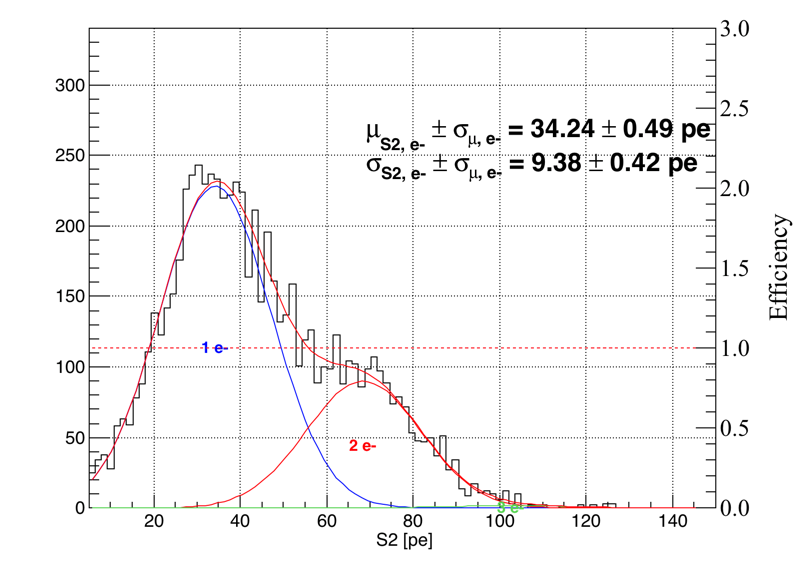 3.0
300
2.5
μS2, e- ± σμ, e- = 34.24 ± 0.49 pe
250
σS2, e- ± σμ, e- = 9.38 ± 0.42 pe
2.0
200
1.5
150
Efficiency
1 e-
1.0
100
2 e-
50
0.5
3 e-
0
0.0
20 40 60 80 100 120 140
S2 [pe]